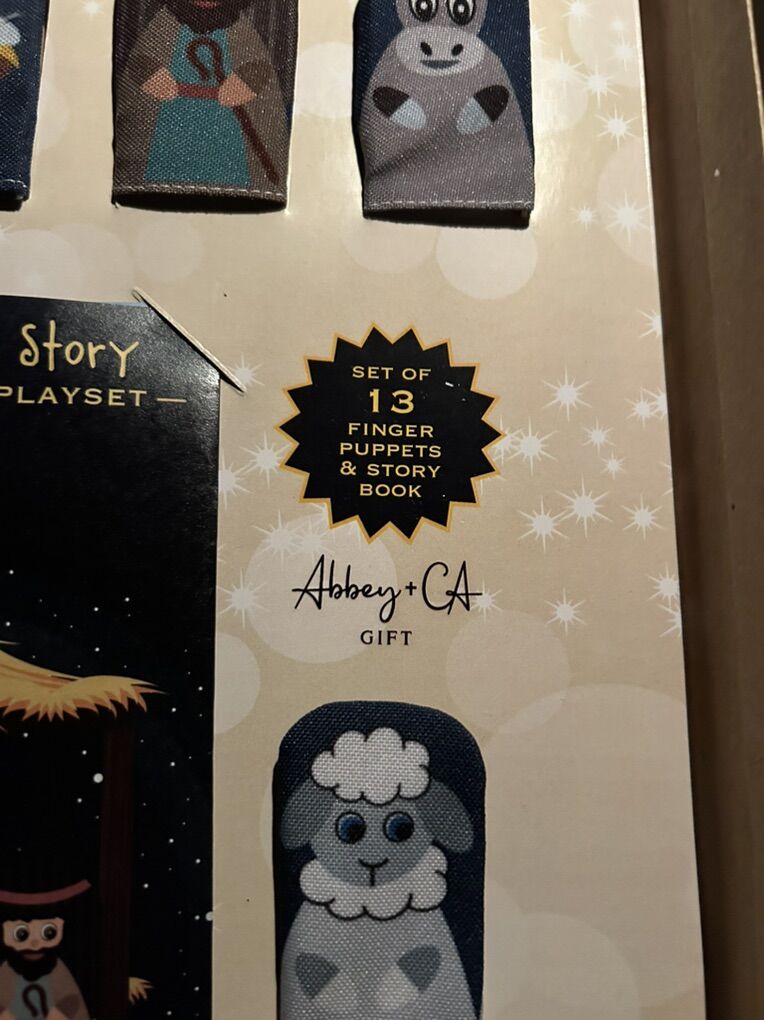 Story
PLAYSET —
SET OF
13
FINGER
PUPPETS
& STORY
BOOK
Abbey + CA
GIFT